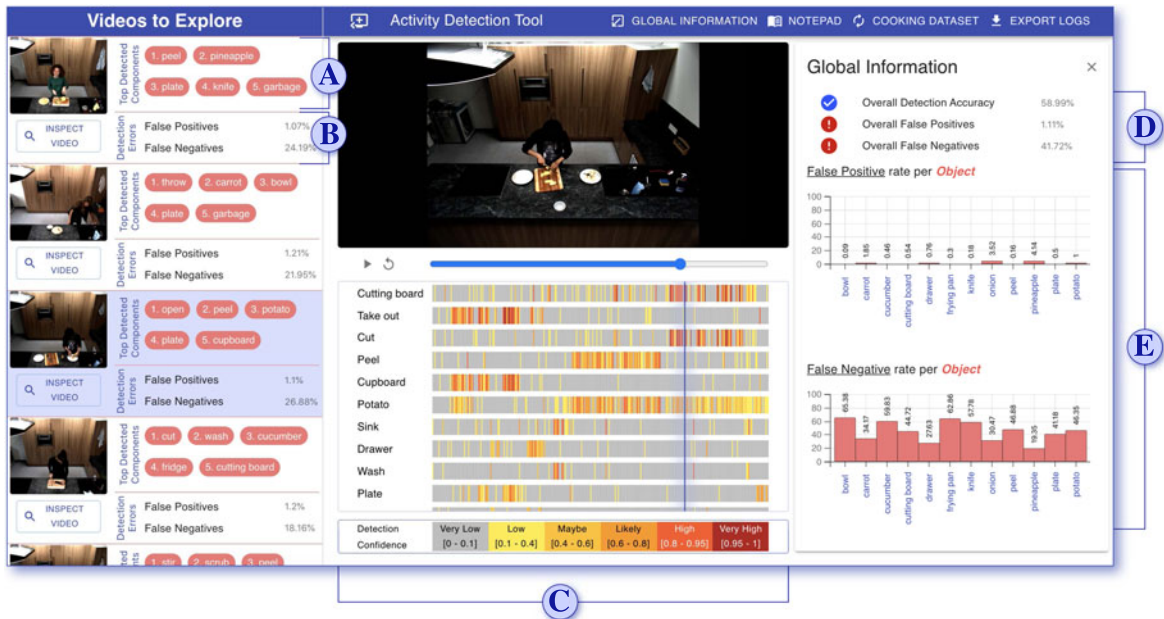 Videos to Explore
Activity Detection Tool
GLOBAL INFORMATION
NOTEPAD
COOKING DATASET
EXPORT LOGS
Top Detected
Components
1. peel
2. pineapple
3. plate
4. knife
5. garbage
A
INSPECT
VIDEO
Detection
Errors
False Positives
1.07%
False Negatives
24.19%
B
Top Detected
Components
1. throw
2. carrot
3. bowl
4. plate
5. garbage
INSPECT
VIDEO
Detection
Errors
False Positives
1.21%
False Negatives
21.95%
Top Detected
Components
1. open
2. peel
3. potato
4. plate
5. cupboard
INSPECT
VIDEO
Detection
Errors
False Positives
1.1%
False Negatives
26.88%
Top Detected
Components
1. cut
2. wash
3. cucumber
4. fridge
5. cutting board
INSPECT
VIDEO
Detection
Errors
False Positives
1.2%
False Negatives
18.16%
1. stir
2. scrub
3. peel
Cutting board
Take out
Cut
Peel
Cupboard
Potato
Sink
Drawer
Wash
Plate
Detection
Confidence
Very Low
[0 - 0.1]
Low
[0.1 - 0.4]
Maybe
[0.4 - 0.6]
Likely
[0.6 - 0.8]
High
[0.8 - 0.95]
Very High
[0.95 - 1]
C
Global Information
Overall Detection Accuracy
58.99%
Overall False Positives
1.11%
Overall False Negatives
41.72%
D
False Positive rate per Object
100
80
60
40
20
0
0.09
1.85
0.46
0.54
0.76
0.3
0.18
3.52
0.16
4.14
0.5
1
bowl
carrot
cucumber
cutting board
drawer
frying pan
knife
onion
peel
pineapple
plate
potato
E
False Negative rate per Object
100
80
60
40
20
0
65.38
34.17
59.83
44.72
27.63
62.86
57.78
30.47
46.88
19.35
41.18
46.35
bowl
carrot
cucumber
cutting board
drawer
frying pan
knife
onion
peel
pineapple
plate
potato